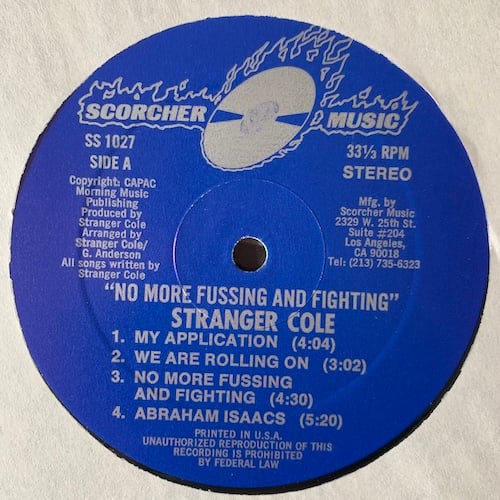 SCORCHER MUSIC
SS 1027
SIDE A
33⅓ RPM
STEREO
Copyright: CAPAC
Morning Music
Publishing
Produced by
Stranger Cole
Arranged by
Stranger Cole/
G. Anderson
All songs written by
Stranger Cole
Mfg. by
Scorcher Music
2329 W. 25th St.
Suite #204
Los Angeles,
CA 90018
Tel: (213) 735-6323
"NO MORE FUSSING AND FIGHTING"
STRANGER COLE
1. MY APPLICATION (4:04)
2. WE ARE ROLLING ON (3:02)
3. NO MORE FUSSING
AND FIGHTING (4:30)
4. ABRAHAM ISAACS (5:20)
PRINTED IN U.S.A.
UNAUTHORIZED REPRODUCTION OF THIS
RECORDING IS PROHIBITED
BY FEDERAL LAW